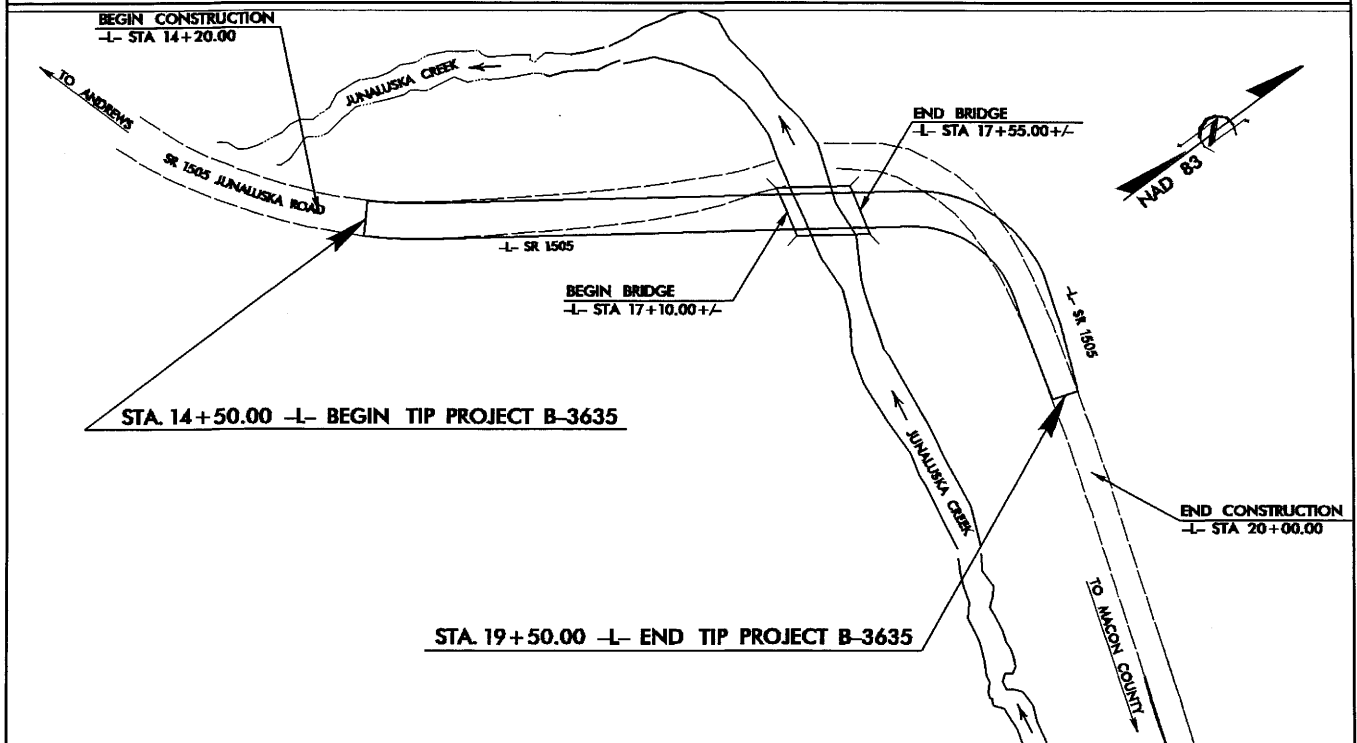 BEGIN CONSTRUCTION
-L- STA 14+20.00
TO ANDREWS
JUNALUSKA CREEK
SR 1505 JUNALUSKA ROAD
END BRIDGE
-L- STA 17+55.00+/-
NAD 83
-L- SR 1505
BEGIN BRIDGE
-L- STA 17+10.00+/-
-L- SR 1505
STA. 14+50.00 -L- BEGIN TIP PROJECT B-3635
JUNALUSKA CREEK
END CONSTRUCTION
-L- STA 20+00.00
TO MACON COUNTY
STA. 19+50.00 -L- END TIP PROJECT B-3635